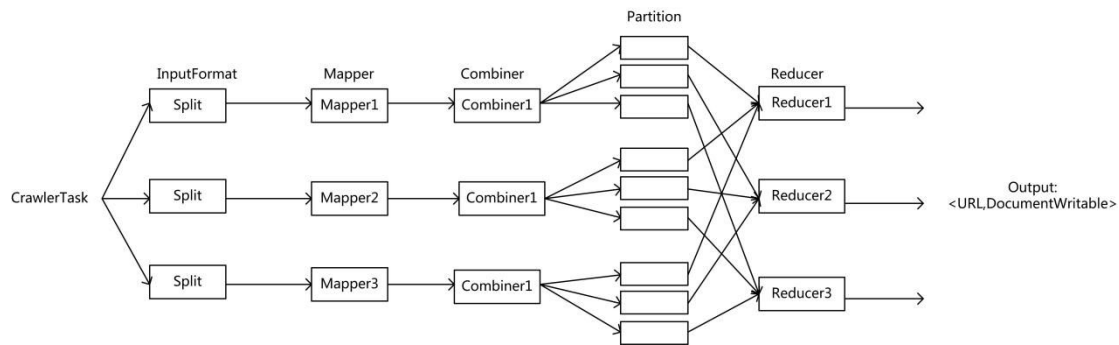 Partition
InputFormat
Mapper
Combiner
Reducer
Split
Mapper1
Combiner1
Reducer1
CrawlerTask
Split
Mapper2
Combiner1
Reducer2
Output:
<URL,DocumentWritable>
Split
Mapper3
Combiner1
Reducer3